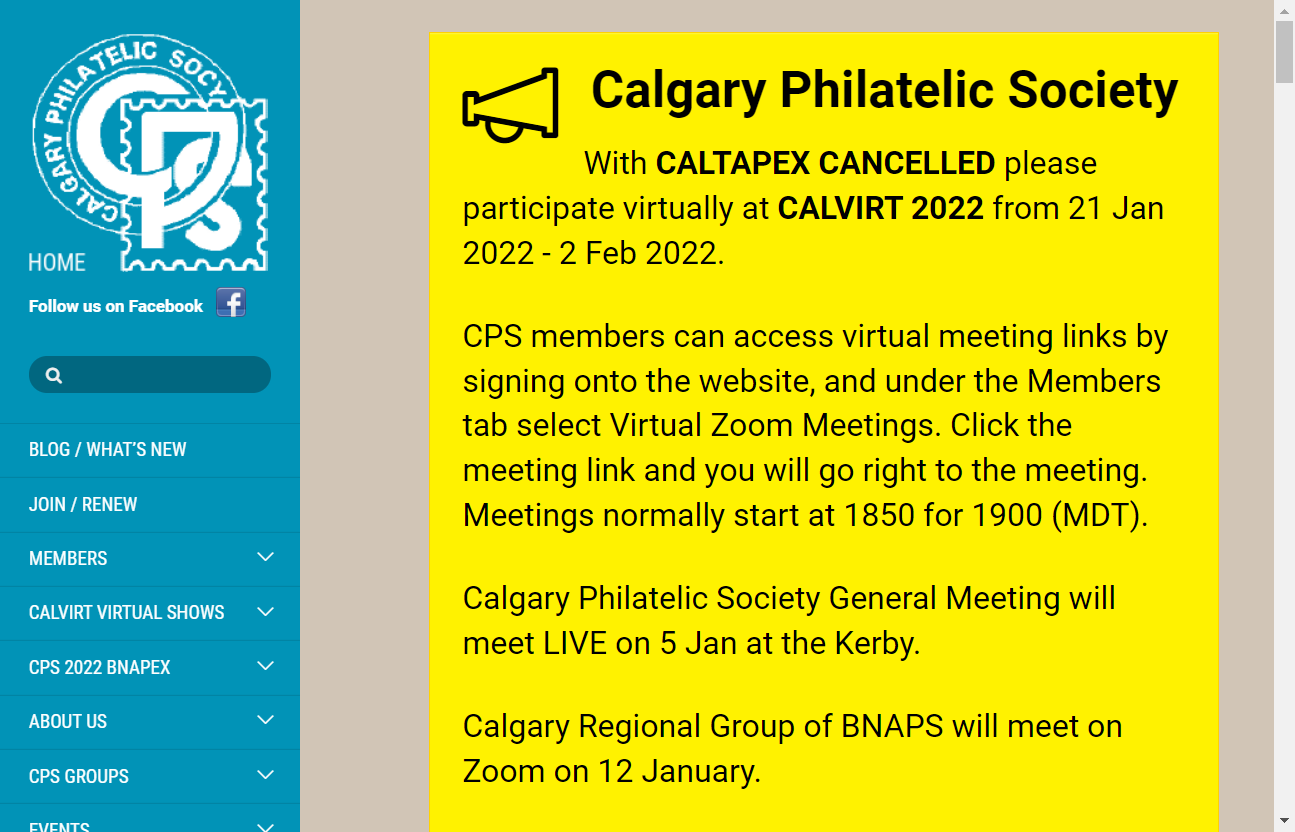 CALGARY PHILATELIC SOCY
CPS
HOME
Follow us on Facebook
BLOG / WHAT'S NEW
JOIN / RENEW
MEMBERS
CALVIRT VIRTUAL SHOWS
CPS 2022 BNAPEX
ABOUT US
CPS GROUPS
EVENTS
Calgary Philatelic Society
With CALTAPEX CANCELLED please
participate virtually at CALVIRT 2022 from 21 Jan
2022 - 2 Feb 2022.
CPS members can access virtual meeting links by
signing onto the website, and under the Members
tab select Virtual Zoom Meetings. Click the
meeting link and you will go right to the meeting.
Meetings normally start at 1850 for 1900 (MDT).
Calgary Philatelic Society General Meeting will
meet LIVE on 5 Jan at the Kerby.
Calgary Regional Group of BNAPS will meet on
Zoom on 12 January.